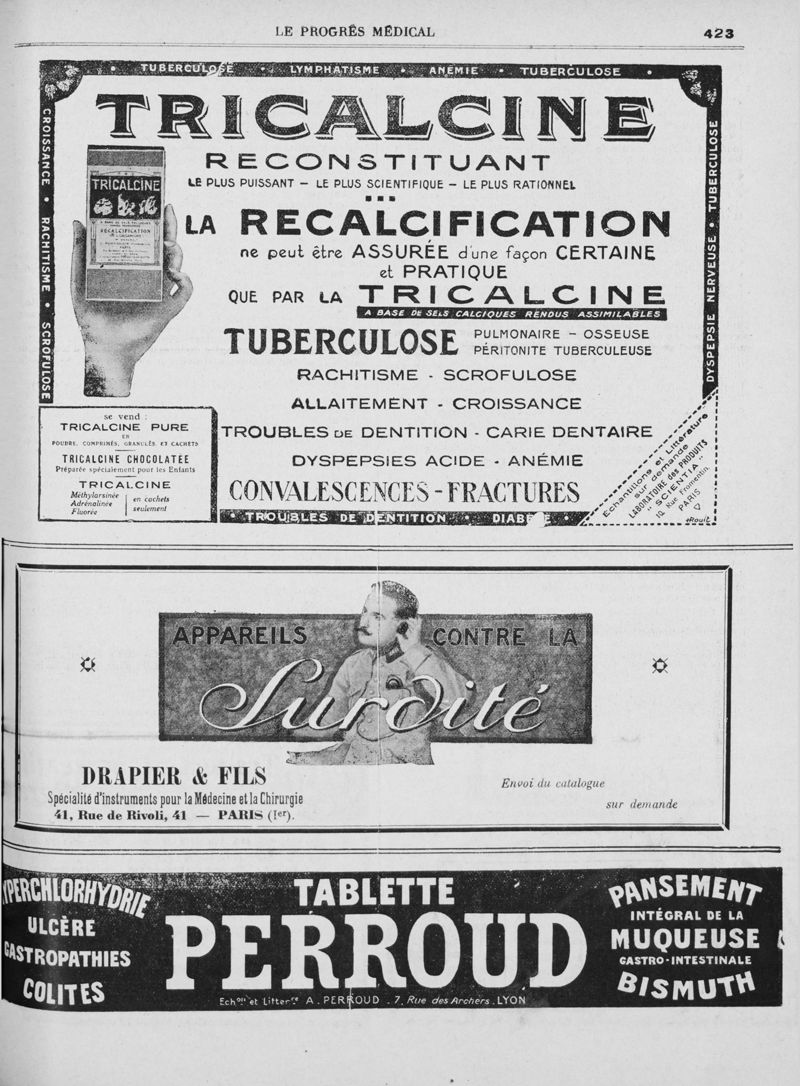 LE PROGRÈS MÉDICAL
423
TUBERCULOSE • LYMPHATISME • ANÉMIE • TUBERCULOSE •
CROISSANCE • RACHITISME • SCROFULOSE
DYSPEPSIE NERVEUSE • TUBERCULOSE
TRICALCINE
RECONSTITUANT
LE PLUS PUISSANT – LE PLUS SCIENTIFIQUE – LE PLUS RATIONNEL
TRICALCINE
RECALCIFICATION
LA RECALCIFICATION
ne peut être ASSURÉE d'une façon CERTAINE
et PRATIQUE
QUE PAR LA TRICALCINE
A BASE DE SELS CALCIQUES RENDUS ASSIMILABLES
TUBERCULOSE PULMONAIRE – OSSEUSE
PÉRITONITE TUBERCULEUSE
RACHITISME - SCROFULOSE
ALLAITEMENT - CROISSANCE
TROUBLES DE DENTITION - CARIE DENTAIRE
DYSPEPSIES ACIDE - ANÉMIE
CONVALESCENCES - FRACTURES
• TROUBLES DE DENTITION • DIABÈTE •
se vend :
TRICALCINE PURE
EN
POUDRE, COMPRIMÉS, GRANULÉS, ET CACHETS
TRICALCINE CHOCOLATÉE
Préparée spécialement pour les Enfants
TRICALCINE
Méthylarsinée
Adrénalinée
Fluorée
en cachets
seulement
Echantillons et Littérature
sur demande
LABORATOIRE des PRODUITS
" SCIENTIA "
10, Rue Fromentin,
PARIS
APPAREILS CONTRE LA
Surdité
DRAPIER & FILS
Spécialité d'instruments pour la Médecine et la Chirurgie
41, Rue de Rivoli, 41 — PARIS (Ier).
Envoi du catalogue
sur demande
HYPERCHLORHYDRIE
ULCÈRE
GASTROPATHIES
COLITES
TABLETTE
PERROUD
Echons et Littérre A. PERROUD . 7, Rue des Archers . LYON
PANSEMENT
INTÉGRAL DE LA
MUQUEUSE
GASTRO-INTESTINALE
BISMUTH